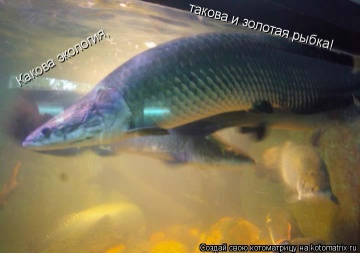 Какова экология,
такова и золотая рыбка!
Создай свою котоматрицу на kotomatrix.ru